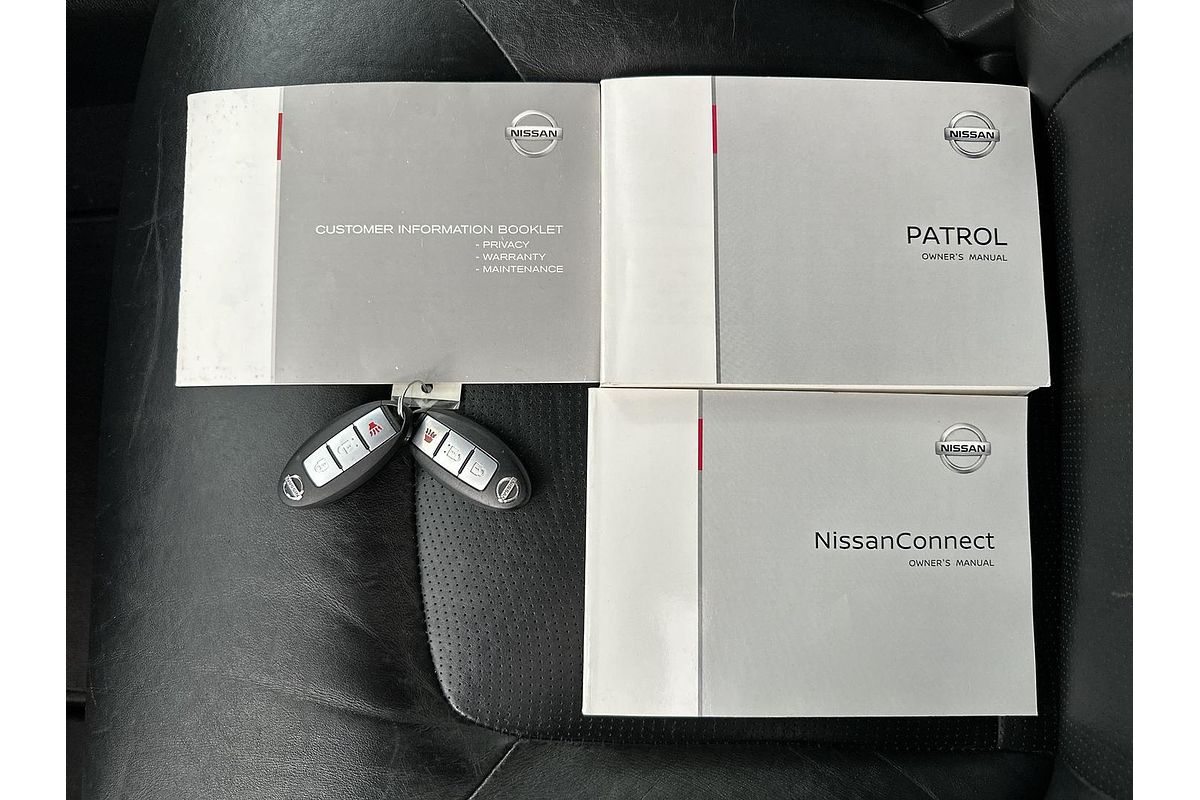 NISSAN
CUSTOMER INFORMATION BOOKLET
- PRIVACY
- WARRANTY
- MAINTENANCE
NISSAN
PATROL
OWNER'S MANUAL
NISSAN
NissanConnect
OWNER'S MANUAL